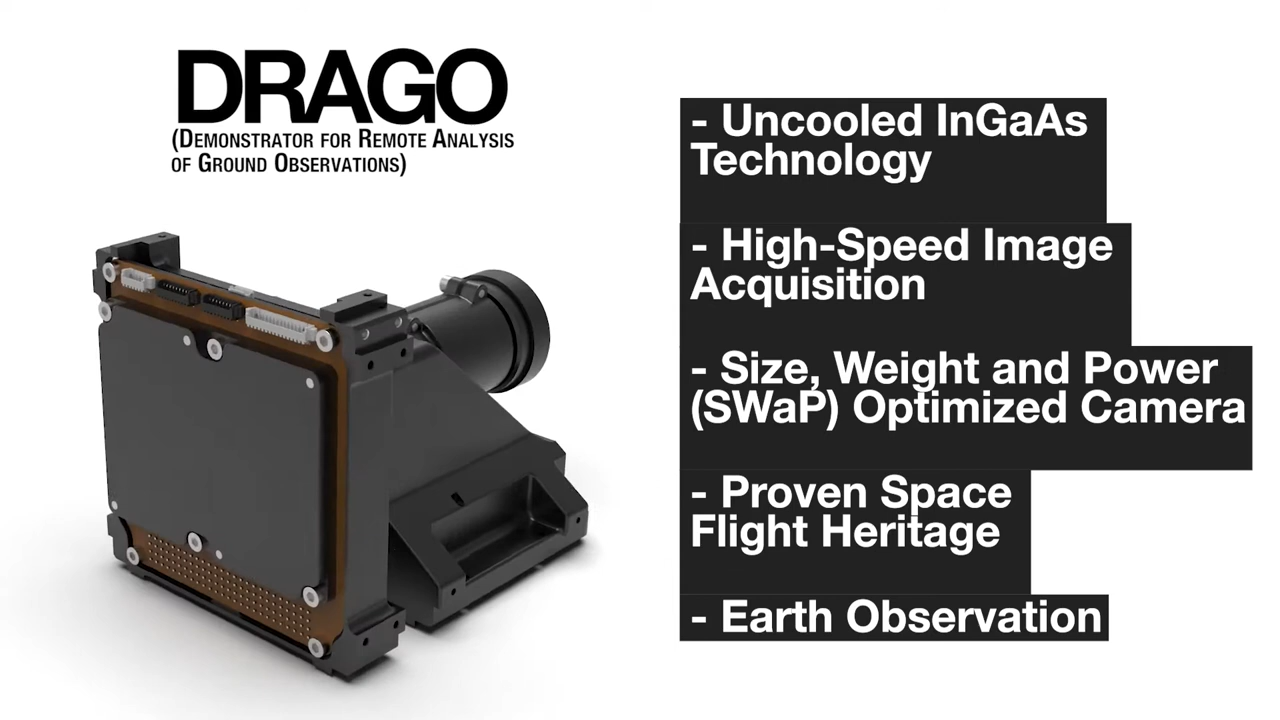 DRAGO
(Demonstrator for Remote Analysis
of Ground Observations)
- Uncooled InGaAs
Technology
- High-Speed Image
Acquisition
- Size, Weight and Power
(SWaP) Optimized Camera
- Proven Space
Flight Heritage
- Earth Observation